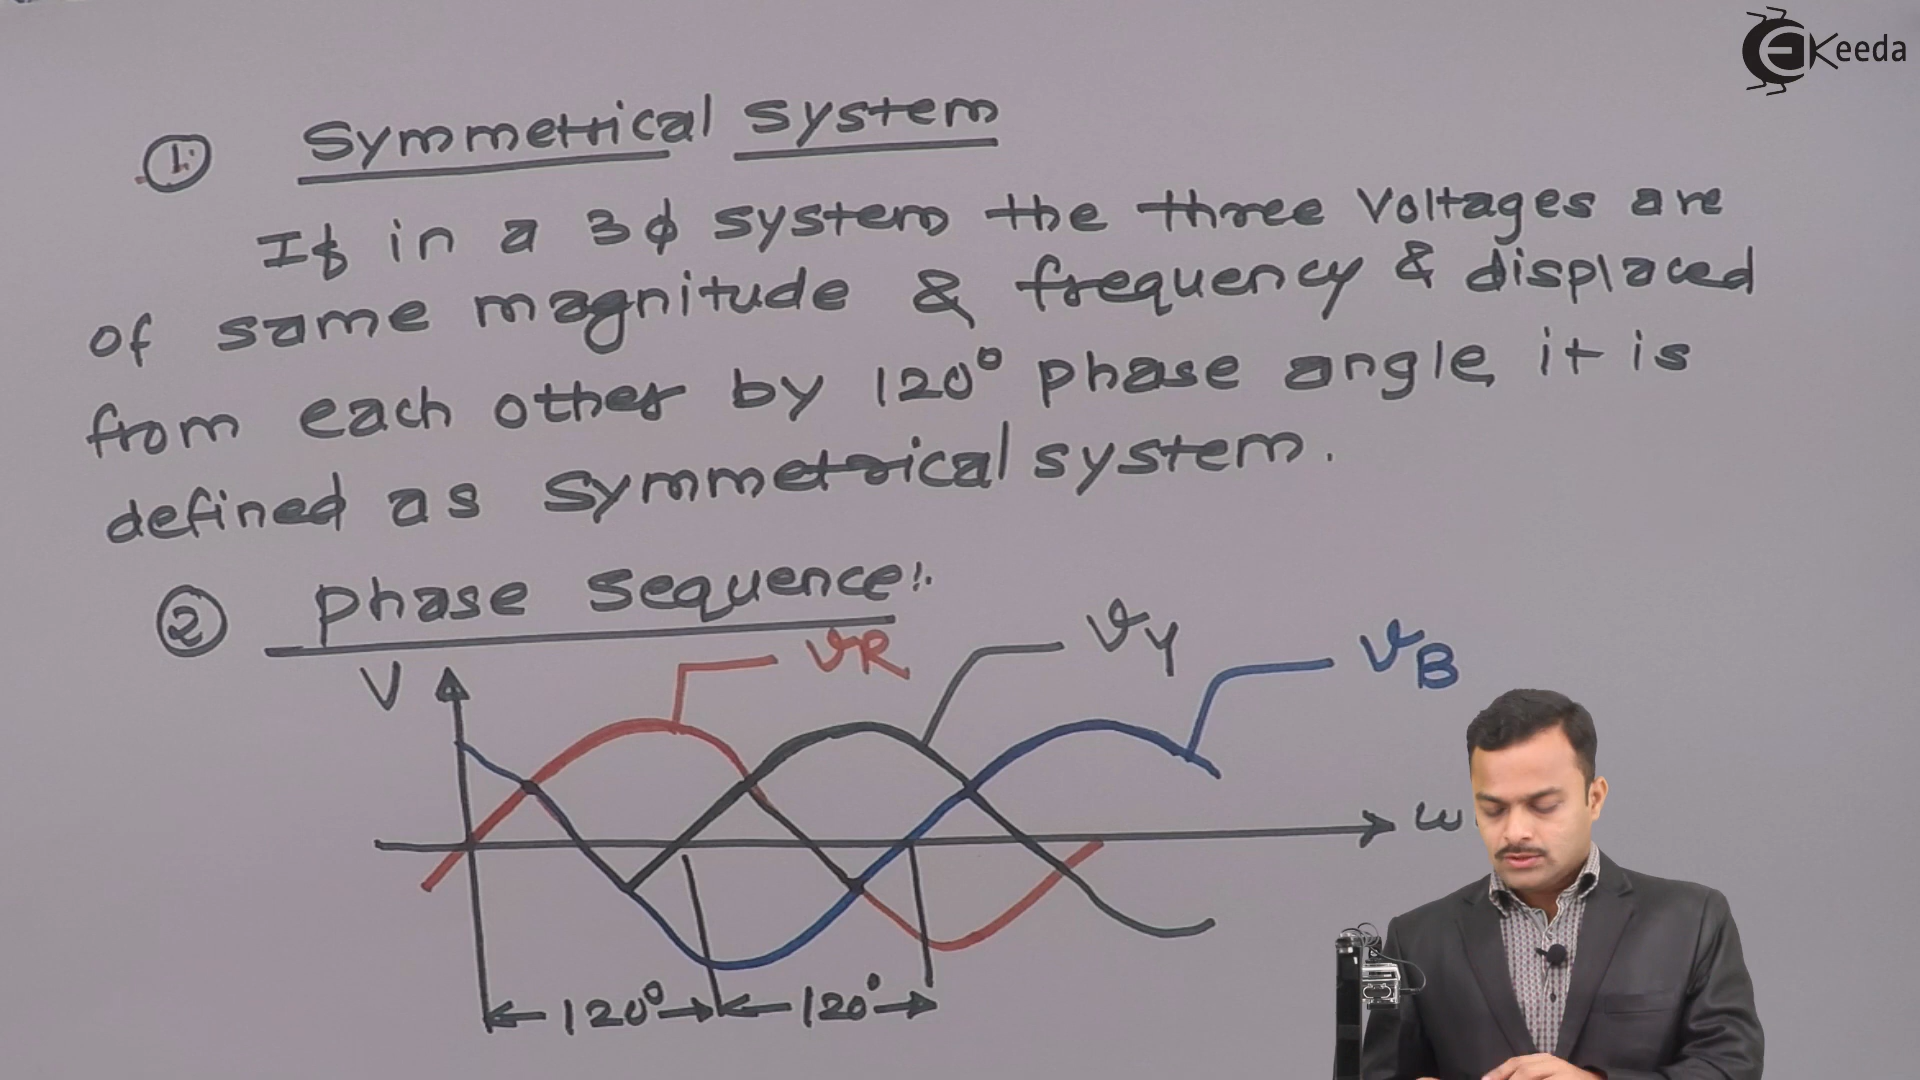 EKeeda
1. Symmetrical System
If in a 3ϕ system the three voltages are
of same magnitude & frequency & displaced
from each other by 120° phase angle it is
defined as symmetrical system.
2 Phase Sequence:.
V
VR
VY
VB
ω
120°
120°